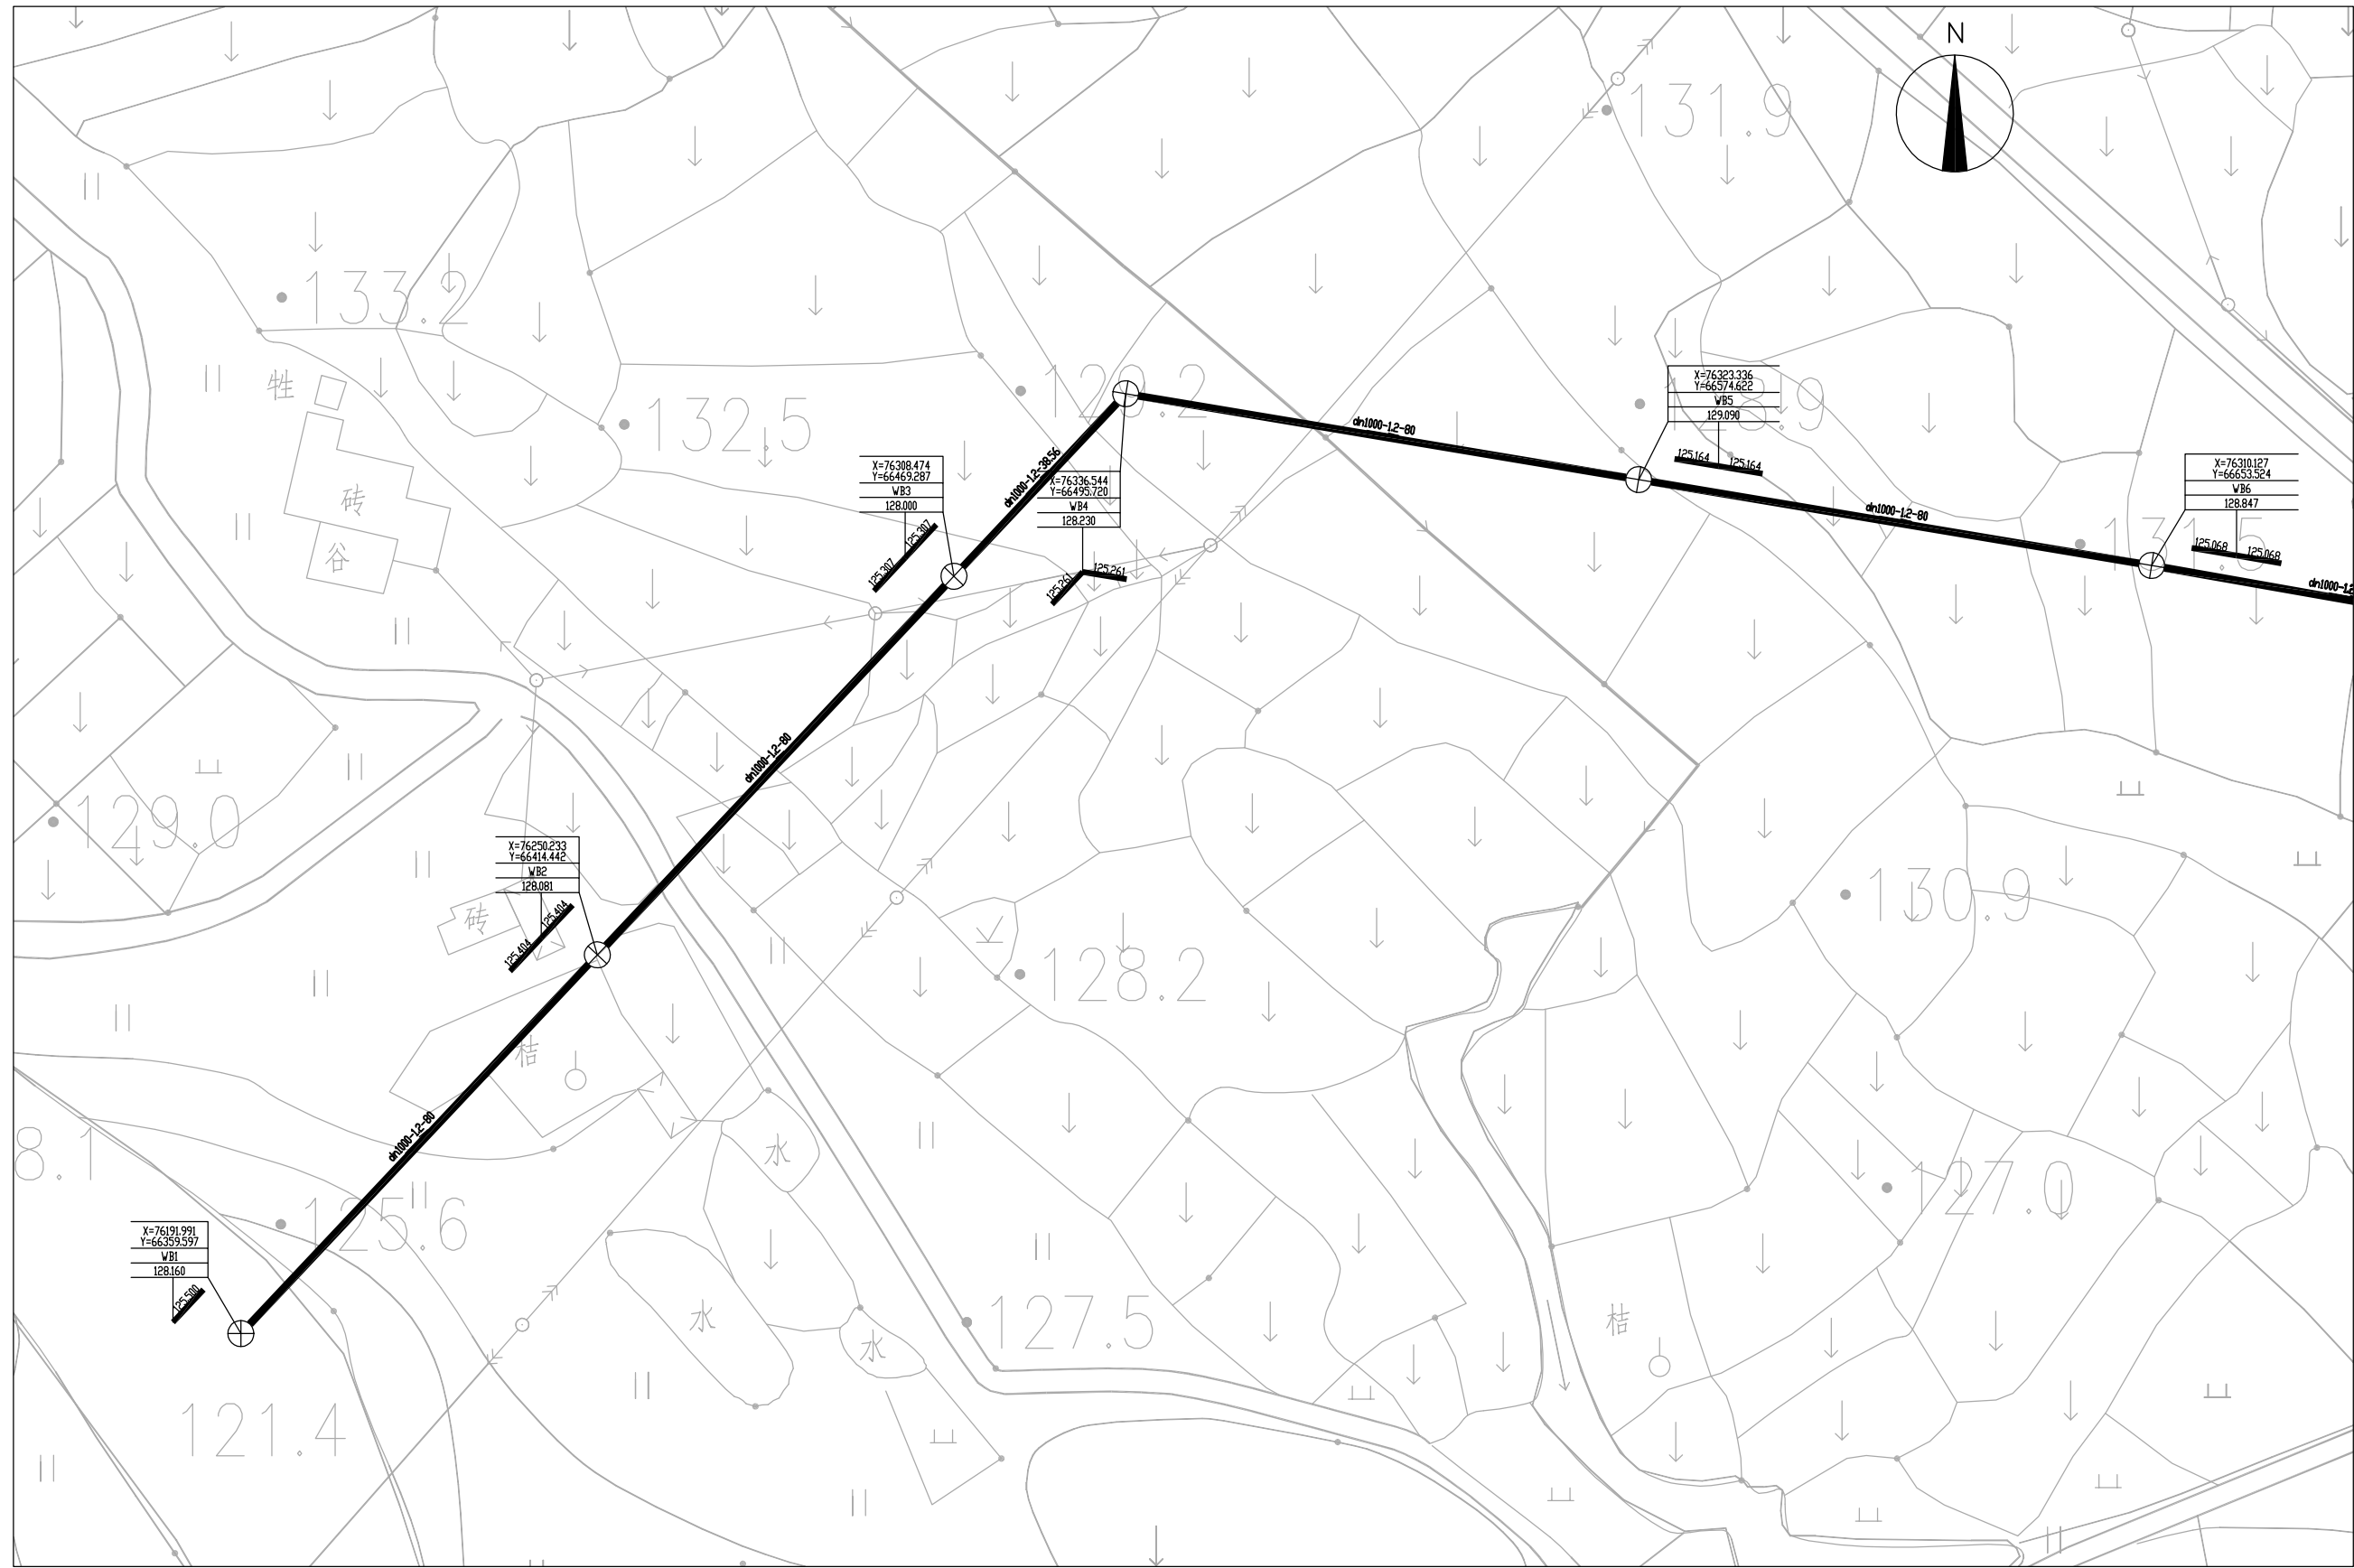 N
131.9
133.2
牲
132.5
砖
谷
X=76323.336
Y=66574.622
WB5
129.090
125.164
125.164
dn1000-1.2-80
X=76308.474
Y=66469.287
WB3
128.000
125.307
125.307
dn1000-1.2-38.56
X=76336.544
Y=66495.720
WB4
128.230
125.261
125.261
X=76310.127
Y=66653.524
WB6
128.847
125.068
125.068
dn1000-1.2-80
131.5
dn1000-1.2
dn1000-1.2-80
129.0
X=76250.233
Y=66414.442
WB2
128.081
125.404
125.404
砖
130.9
128.2
桔
dn1000-1.2-80
8.1
水
125.6
127.0
X=76191.991
Y=66359.597
WB1
128.160
125.500
水
水
127.5
桔
121.4